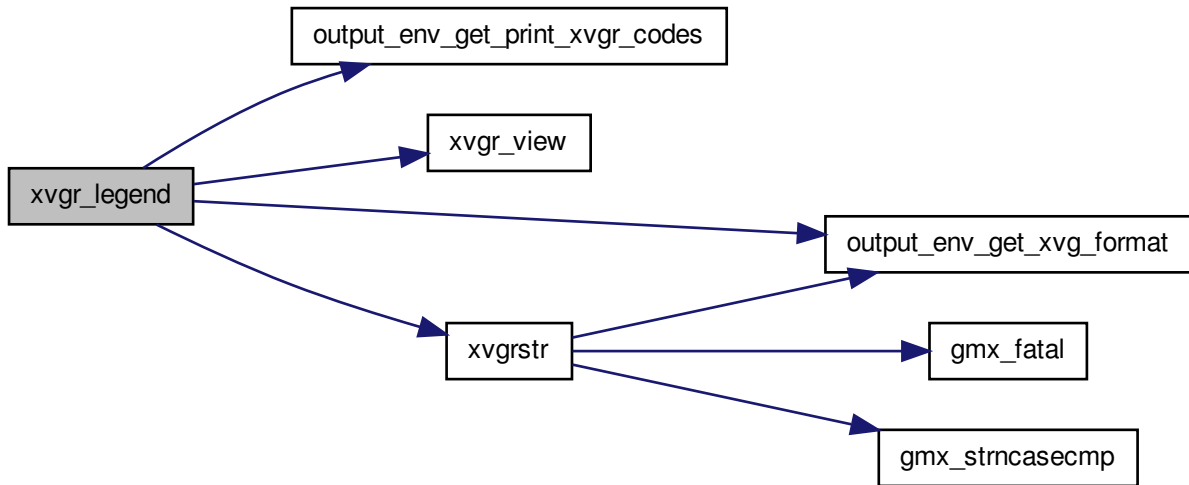 output_env_get_print_xvgr_codes
xvgr_view
xvgr_legend
output_env_get_xvg_format
xvgrstr
gmx_fatal
gmx_strncasecmp